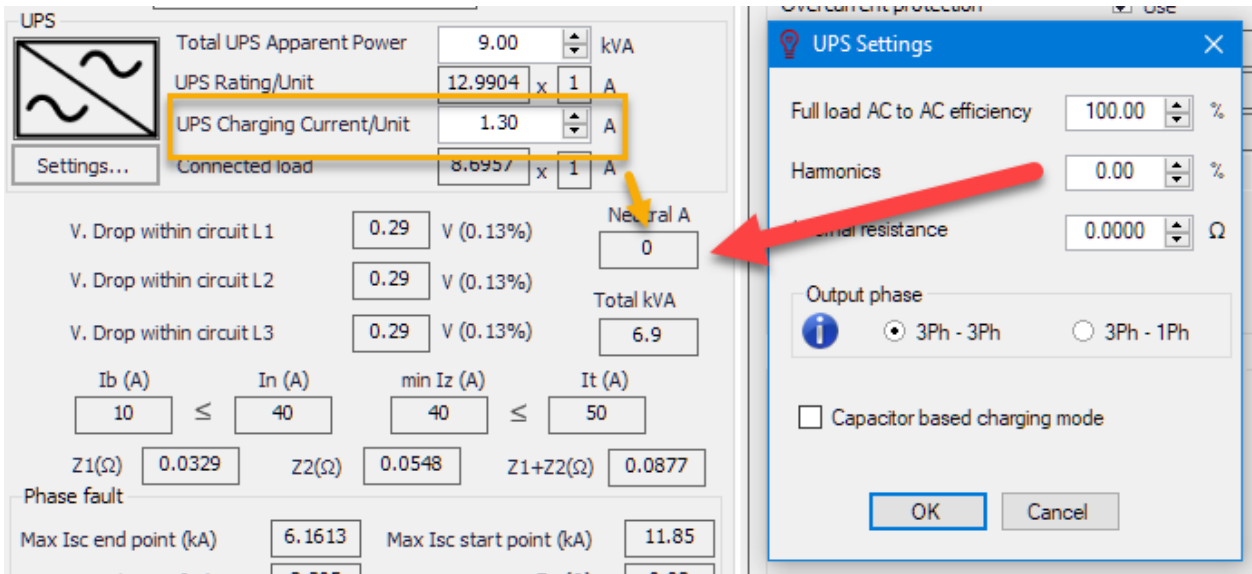 UPS
Total UPS Apparent Power 9.00 kVA
UPS Rating/Unit 12.9904 x 1 A
UPS Charging Current/Unit 1.30 A
Settings... Connected load 8.6957 x 1 A
Neutral A
V. Drop within circuit L1 0.29 V (0.13%) 0
V. Drop within circuit L2 0.29 V (0.13%)
Total kVA
V. Drop within circuit L3 0.29 V (0.13%) 6.9
Ib (A) In (A) min Iz (A) It (A)
10 ≤ 40 40 ≤ 50
Z1(Ω) 0.0329 Z2(Ω) 0.0548 Z1+Z2(Ω) 0.0877
Phase fault
Max Isc end point (kA) 6.1613 Max Isc start point (kA) 11.85
Overcurrent protection Use
UPS Settings
Full load AC to AC efficiency 100.00 %
Harmonics 0.00 %
resistance 0.0000 Ω
Output phase
3Ph - 3Ph 3Ph - 1Ph
Capacitor based charging mode
OK Cancel